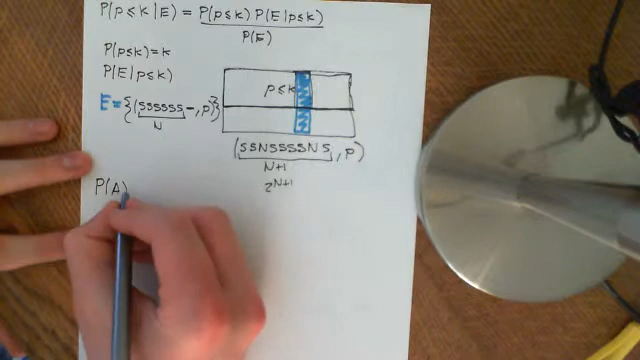 P(p≤k|E) = P(p≤k) P(E|p≤k)
P(E)
P(p≤k)=k
P(E|p≤k)
p≤k
E={(SSSSSS-,p)}
N
(SSNSSSSNS,p)
N+1
2^N+1
P(A)